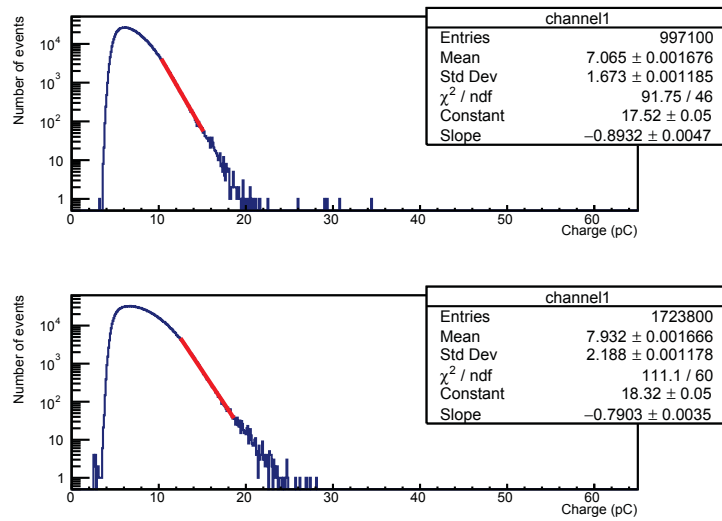 channel1
Entries 997100
Mean 7.065 ± 0.001676
Std Dev 1.673 ± 0.001185
χ² / ndf 91.75 / 46
Constant 17.52 ± 0.05
Slope −0.8932 ± 0.0047
Number of events
10⁴
10³
10²
10
1
0 10 20 30 40 50 60
Charge (pC)
channel1
Entries 1723800
Mean 7.932 ± 0.001666
Std Dev 2.188 ± 0.001178
χ² / ndf 111.1 / 60
Constant 18.32 ± 0.05
Slope −0.7903 ± 0.0035
Number of events
10⁴
10³
10²
10
1
0 10 20 30 40 50 60
Charge (pC)